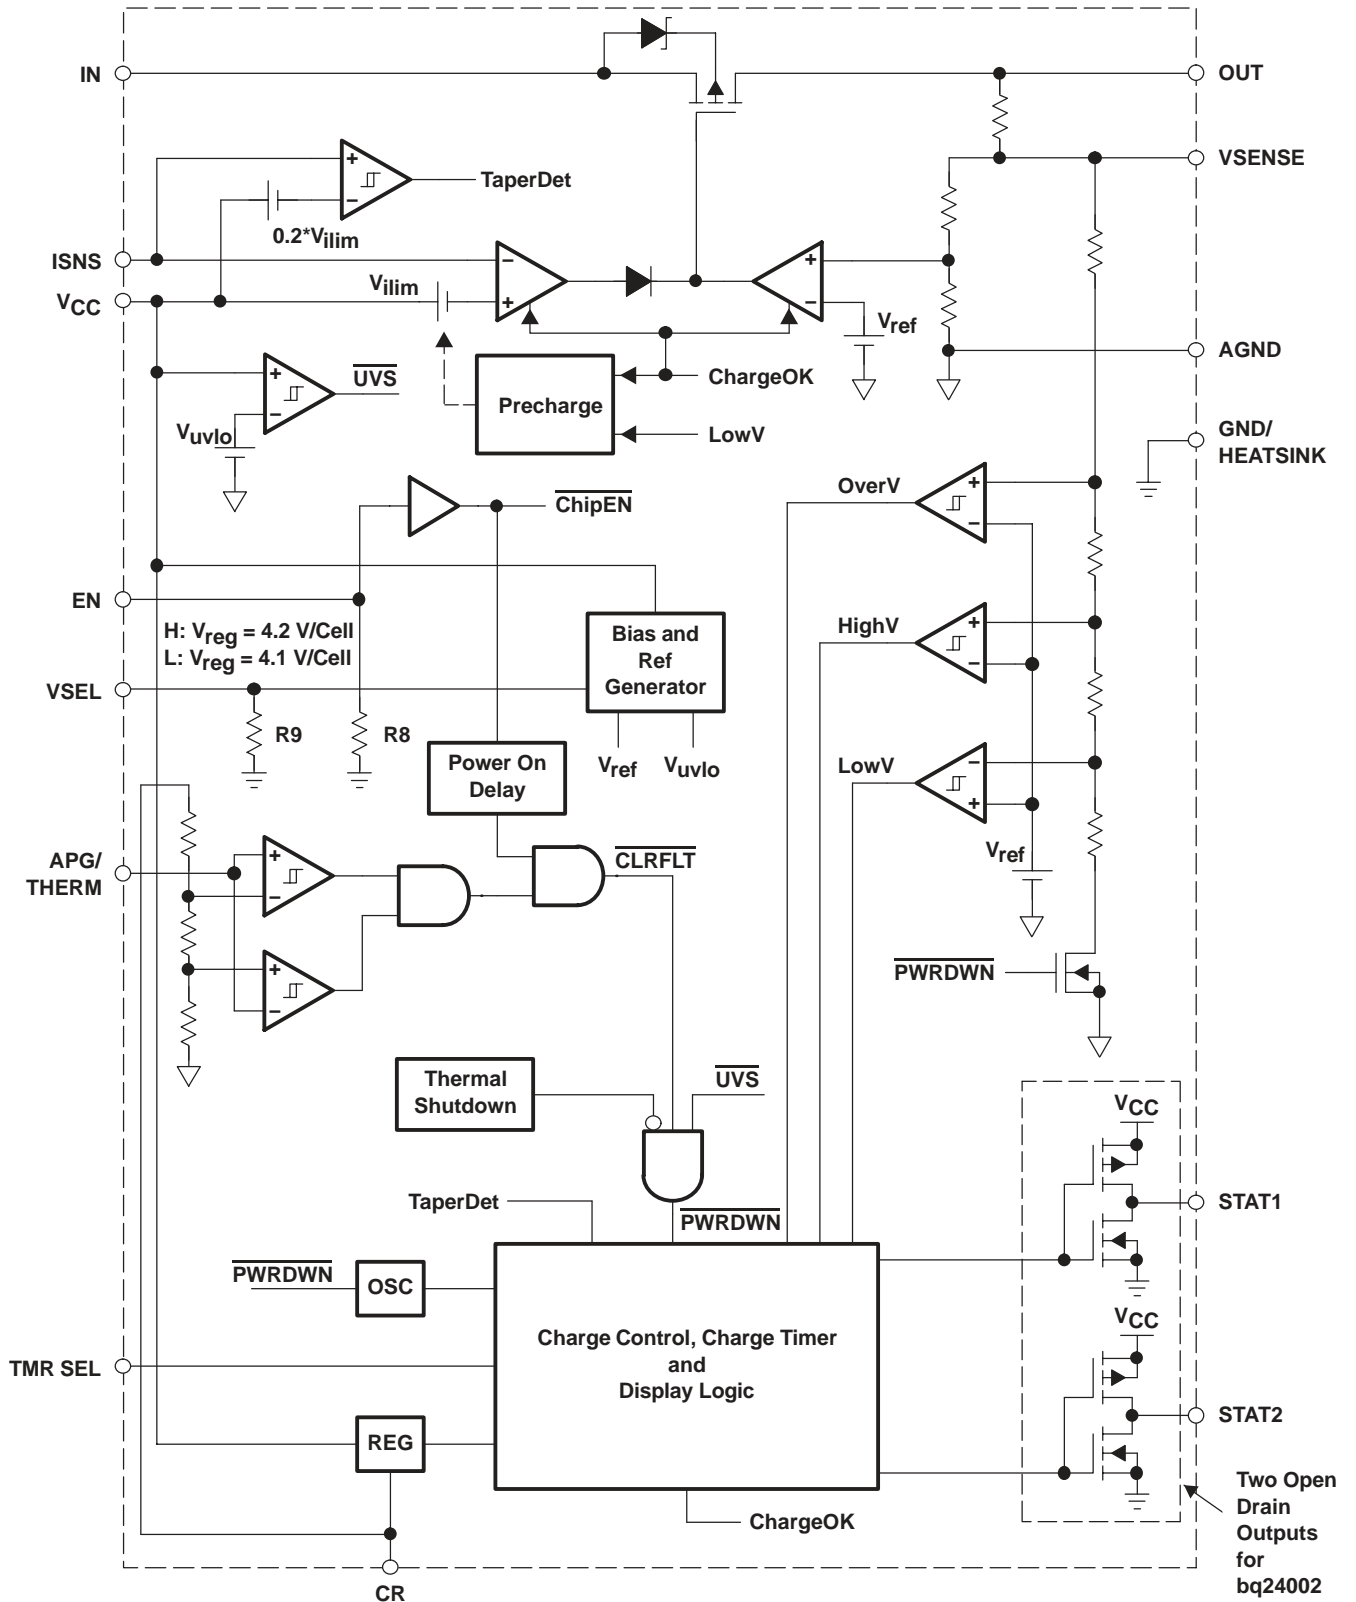 IN
OUT
VSENSE
+
−
TaperDet
0.2*Vilim
ISNS
VCC
Vilim
−
+
+
−
Vref
AGND
+
−
UVS
Vuvlo
Precharge
ChargeOK
LowV
GND/
HEATSINK
ChipEN
OverV
+
−
EN
H: Vreg = 4.2 V/Cell
L: Vreg = 4.1 V/Cell
Bias and
Ref
Generator
HighV
+
−
VSEL
R9
R8
Vref
Vuvlo
Power On
Delay
LowV
−
+
Vref
APG/
THERM
+
−
CLRFLT
+
−
PWRDWN
Thermal
Shutdown
UVS
VCC
TaperDet
PWRDWN
STAT1
PWRDWN
OSC
VCC
Charge Control, Charge Timer
and
Display Logic
TMR SEL
STAT2
REG
Two Open
Drain
Outputs
for
bq24002
ChargeOK
CR